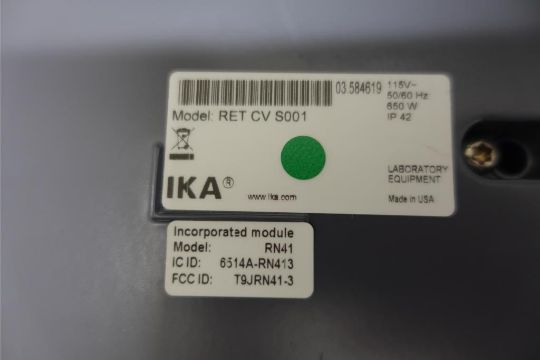 03.584619
115V~
50/60 Hz
650 W
IP 42
Model: RET CV S001
LABORATORY
EQUIPMENT
IKA®
www.ika.com
Made in USA
Incorporated module
Model: RN41
IC ID: 6514A-RN413
FCC ID: T9JRN41-3